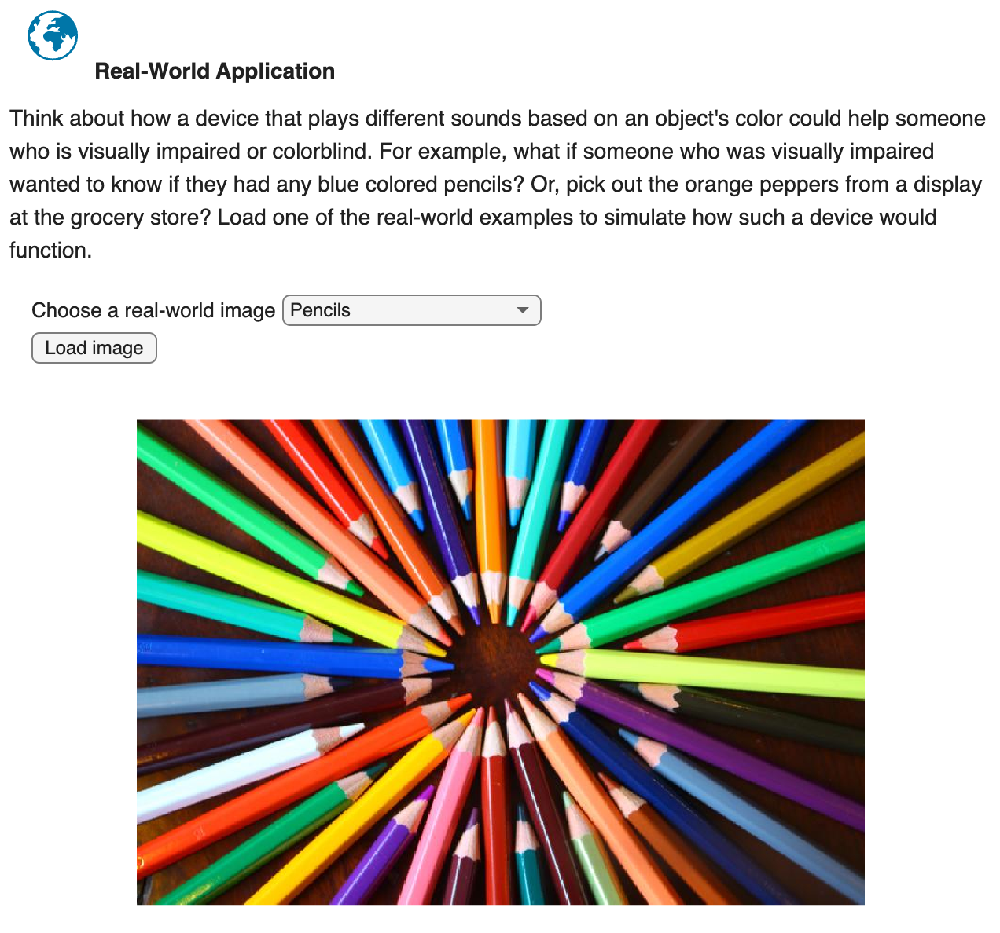 Real-World Application
Think about how a device that plays different sounds based on an object's color could help someone
who is visually impaired or colorblind. For example, what if someone who was visually impaired
wanted to know if they had any blue colored pencils? Or, pick out the orange peppers from a display
at the grocery store? Load one of the real-world examples to simulate how such a device would
function.
Choose a real-world image Pencils
Load image